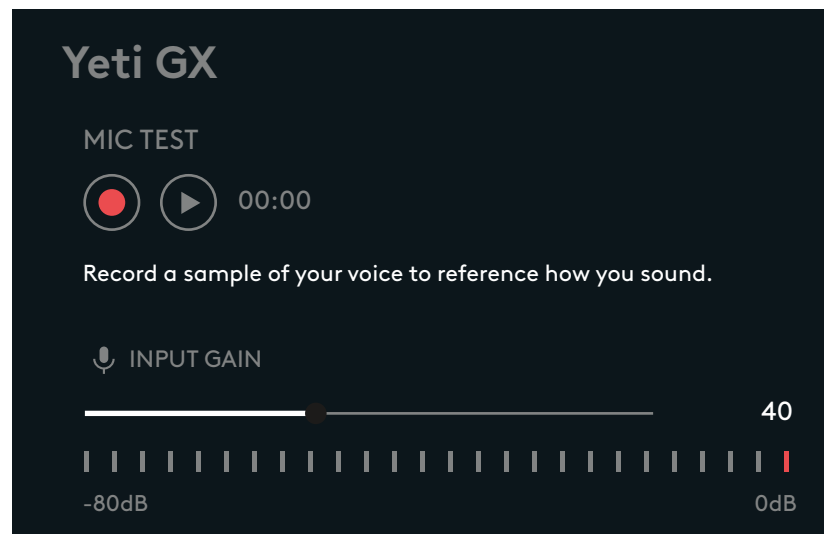 Yeti GX
MIC TEST
00:00
Record a sample of your voice to reference how you sound.
INPUT GAIN
40
-80dB 0dB